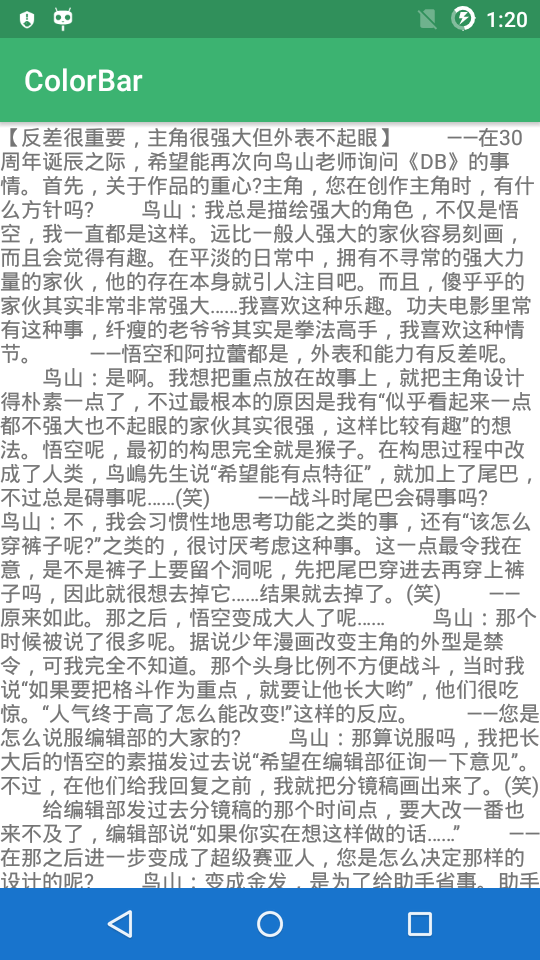 1:20
ColorBar
【反差很重要，主角很强大但外表不起眼】　　——在30
周年诞辰之际，希望能再次向鸟山老师询问《DB》的事
情。首先，关于作品的重心?主角，您在创作主角时，有什
么方针吗?　　鸟山：我总是描绘强大的角色，不仅是悟
空，我一直都是这样。远比一般人强大的家伙容易刻画，
而且会觉得有趣。在平淡的日常中，拥有不寻常的强大力
量的家伙，他的存在本身就引人注目吧。而且，傻乎乎的
家伙其实非常非常强大……我喜欢这种乐趣。功夫电影里常
有这种事，纤瘦的老爷爷其实是拳法高手，我喜欢这种情
节。　　——悟空和阿拉蕾都是，外表和能力有反差呢。
　　鸟山：是啊。我想把重点放在故事上，就把主角设计
得朴素一点了，不过最根本的原因是我有“似乎看起来一点
都不强大也不起眼的家伙其实很强，这样比较有趣”的想
法。悟空呢，最初的构思完全就是猴子。在构思过程中改
成了人类，鸟嶋先生说“希望能有点特征”，就加上了尾巴，
不过总是碍事呢……(笑)　　——战斗时尾巴会碍事吗?
鸟山：不，我会习惯性地思考功能之类的事，还有“该怎么
穿裤子呢?”之类的，很讨厌考虑这种事。这一点最令我在
意，是不是裤子上要留个洞呢，先把尾巴穿进去再穿上裤
子吗，因此就很想去掉它……结果就去掉了。(笑)　　——
原来如此。那之后，悟空变成大人了呢……　　鸟山：那个
时候被说了很多呢。据说少年漫画改变主角的外型是禁
令，可我完全不知道。那个头身比例不方便战斗，当时我
说“如果要把格斗作为重点，就要让他长大哟”，他们很吃
惊。“人气终于高了怎么能改变!”这样的反应。　　——您是
怎么说服编辑部的大家的?　　鸟山：那算说服吗，我把长
大后的悟空的素描发过去说“希望在编辑部征询一下意见”。
不过，在他们给我回复之前，我就把分镜稿画出来了。(笑)
　　给编辑部发过去分镜稿的那个时间点，要大改一番也
来不及了，编辑部说“如果你实在想这样做的话……”　　——
在那之后进一步变成了超级赛亚人，您是怎么决定那样的
设计的呢?　　鸟山：变成金发，是为了给助手省事。助手